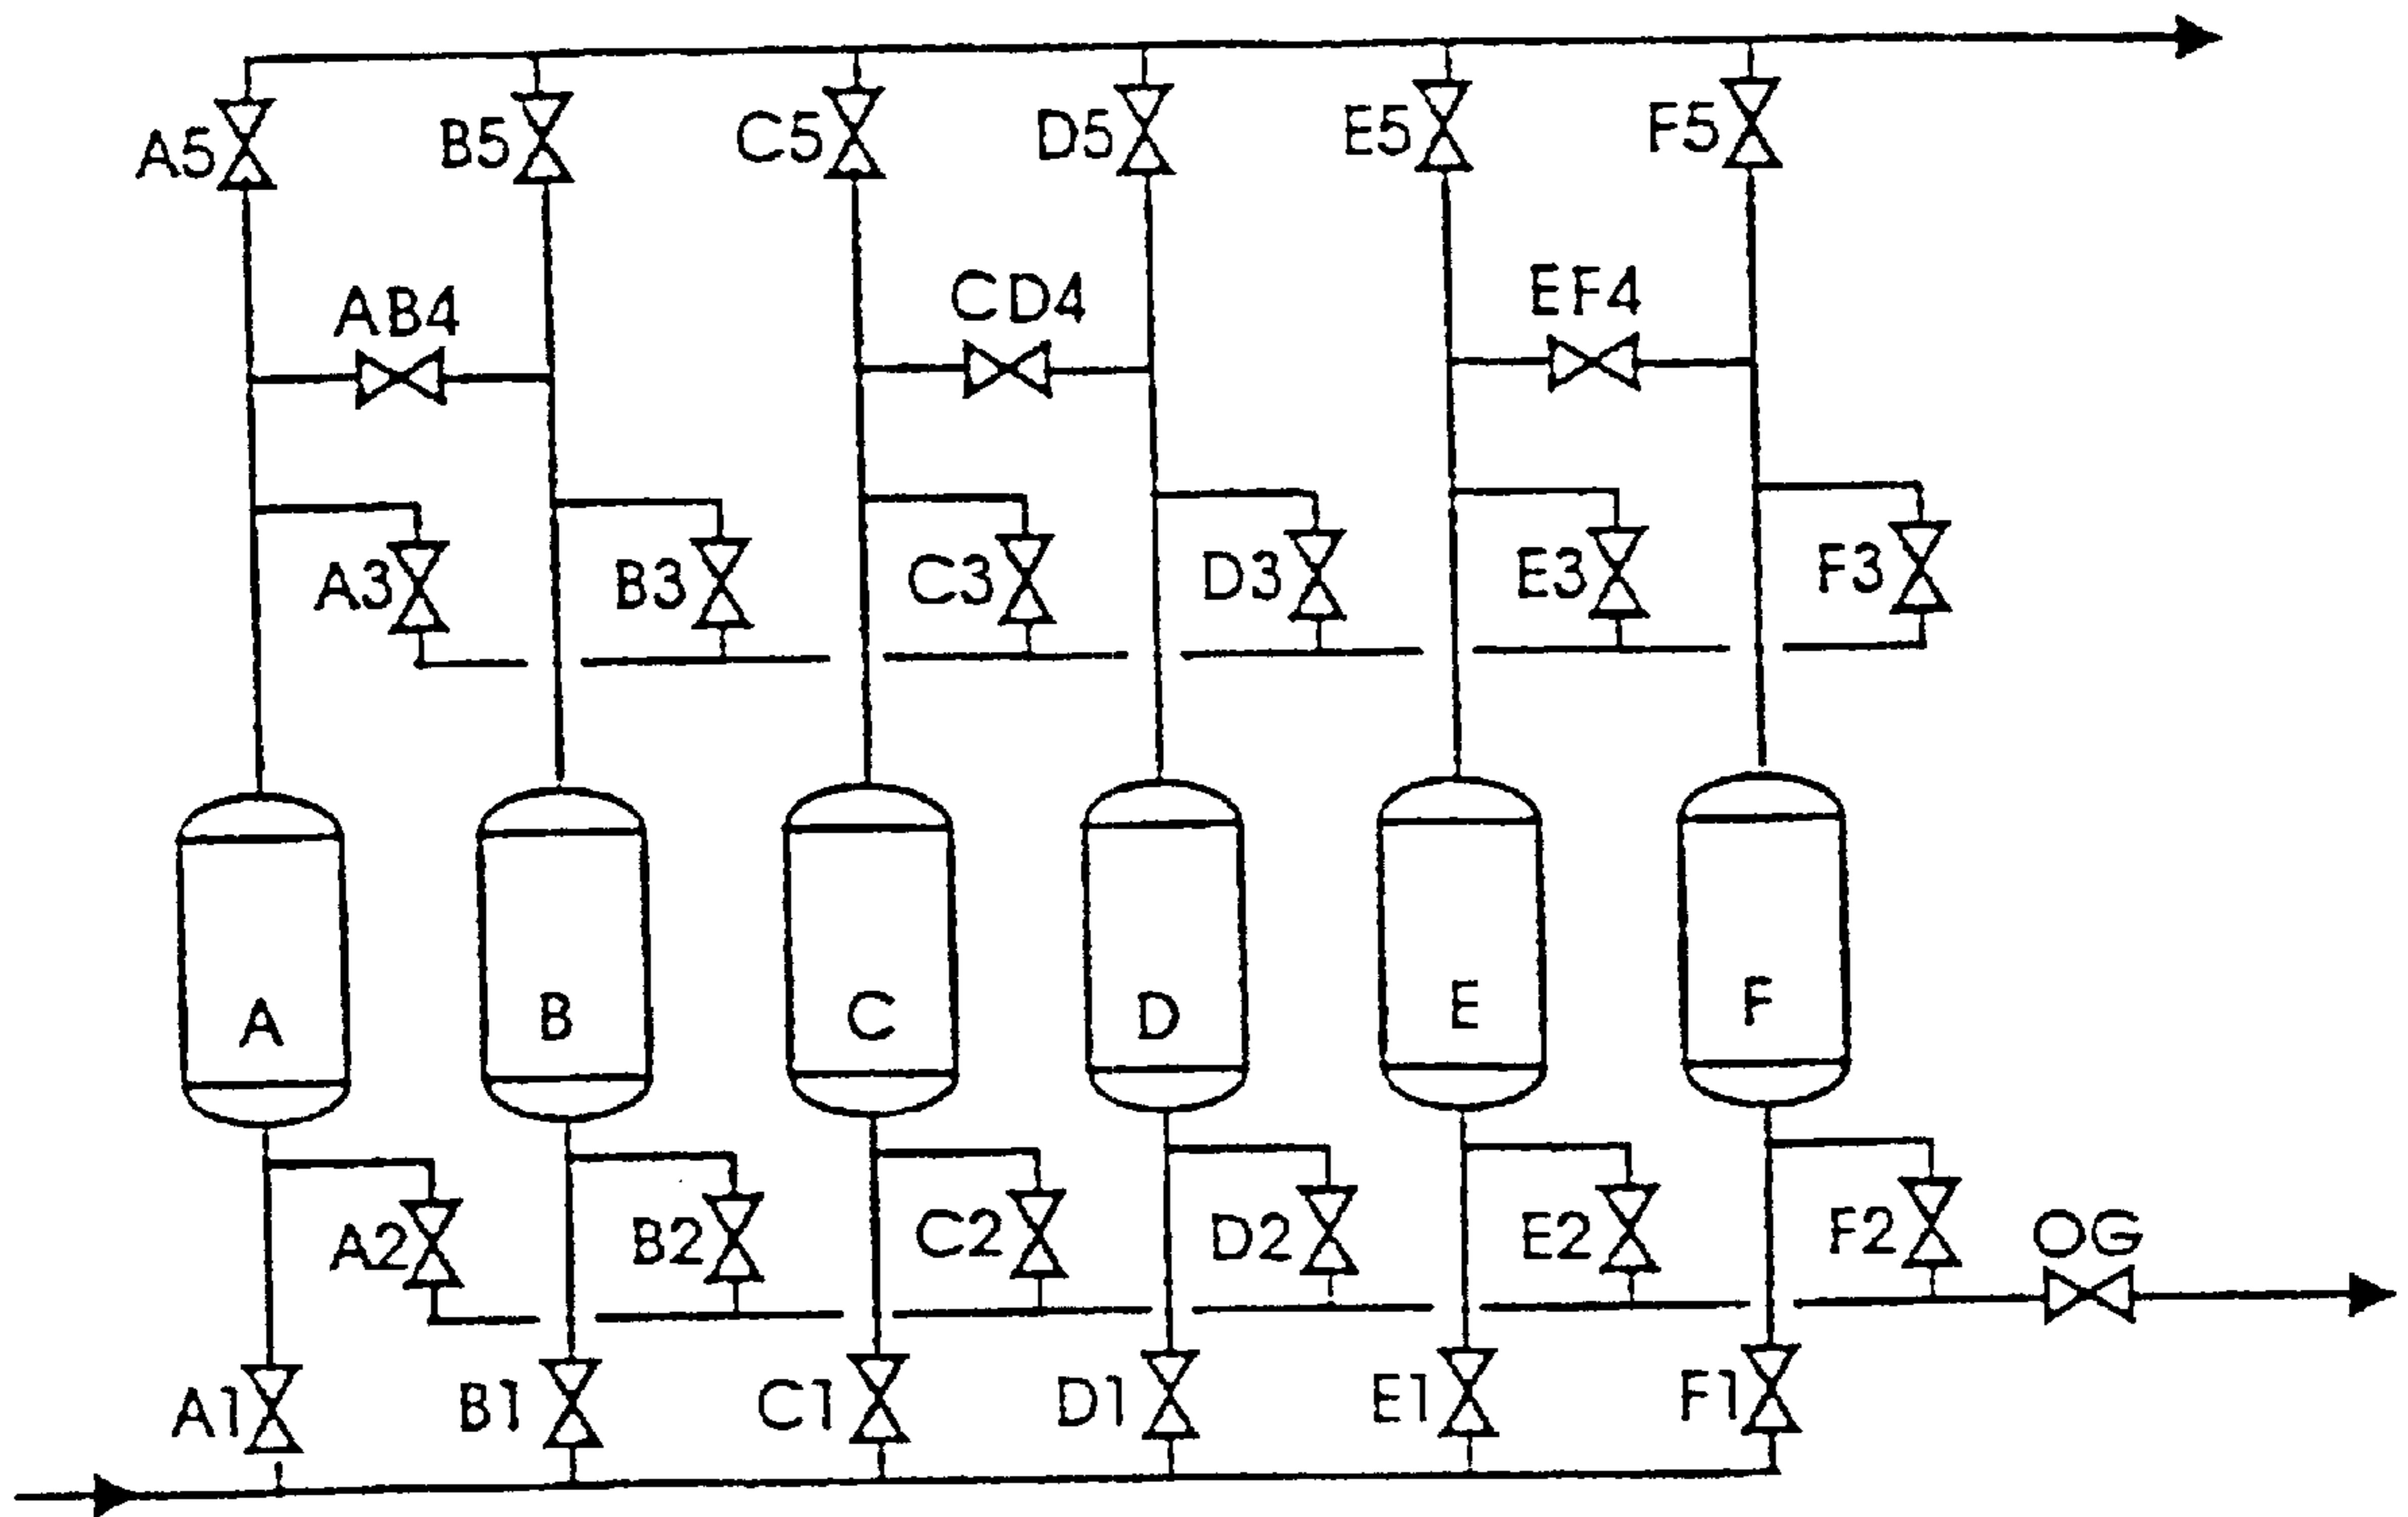 A5 B5 C5 D5 E5 F5
AB4 CD4 EF4
A3 B3 C3 D3 E3 F3
A B C D E F
A2 B2 C2 D2 E2 F2 OG
A1 B1 C1 D1 E1 F1